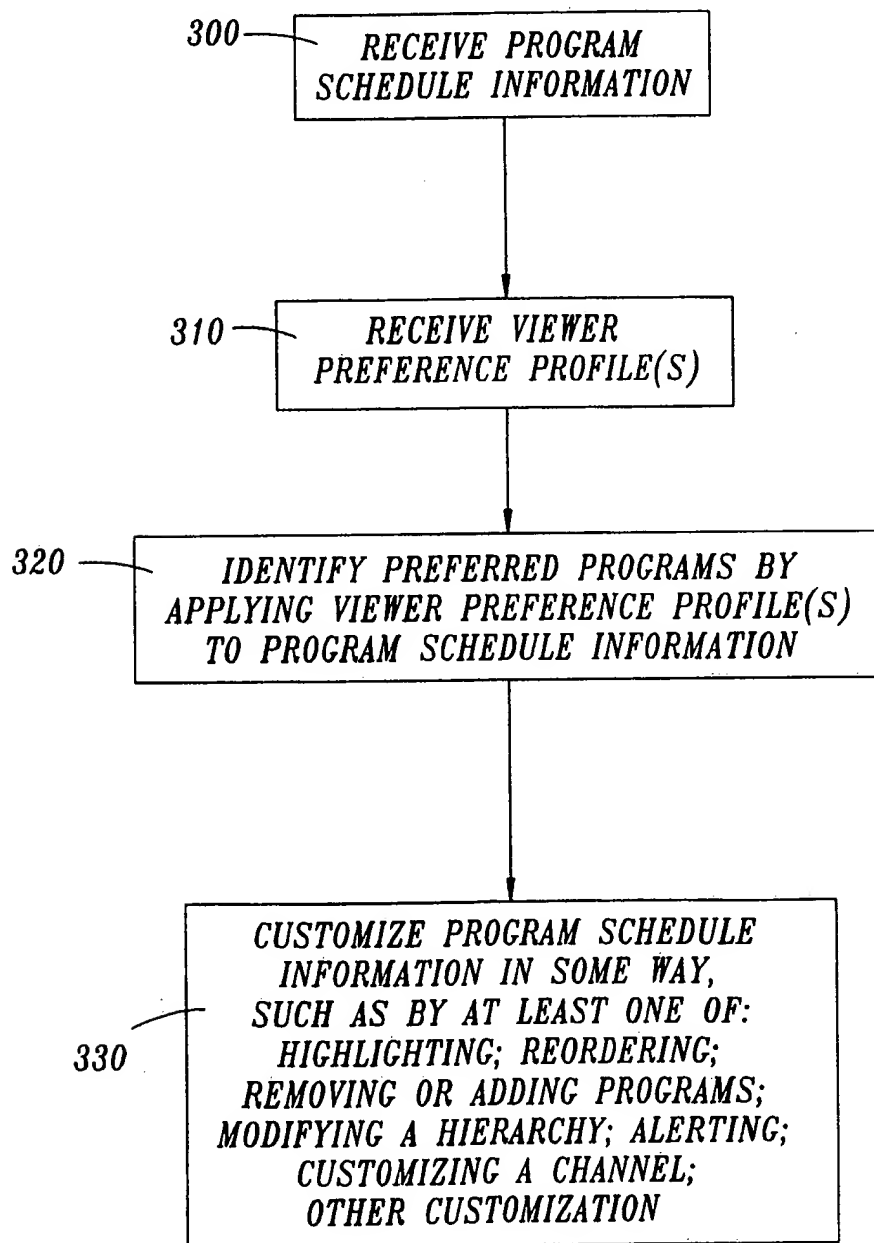 300
RECEIVE PROGRAM
SCHEDULE INFORMATION
310
RECEIVE VIEWER
PREFERENCE PROFILE(S)
320
IDENTIFY PREFERRED PROGRAMS BY
APPLYING VIEWER PREFERENCE PROFILE(S)
TO PROGRAM SCHEDULE INFORMATION
330
CUSTOMIZE PROGRAM SCHEDULE
INFORMATION IN SOME WAY,
SUCH AS BY AT LEAST ONE OF:
HIGHLIGHTING; REORDERING;
REMOVING OR ADDING PROGRAMS;
MODIFYING A HIERARCHY; ALERTING;
CUSTOMIZING A CHANNEL;
OTHER CUSTOMIZATION